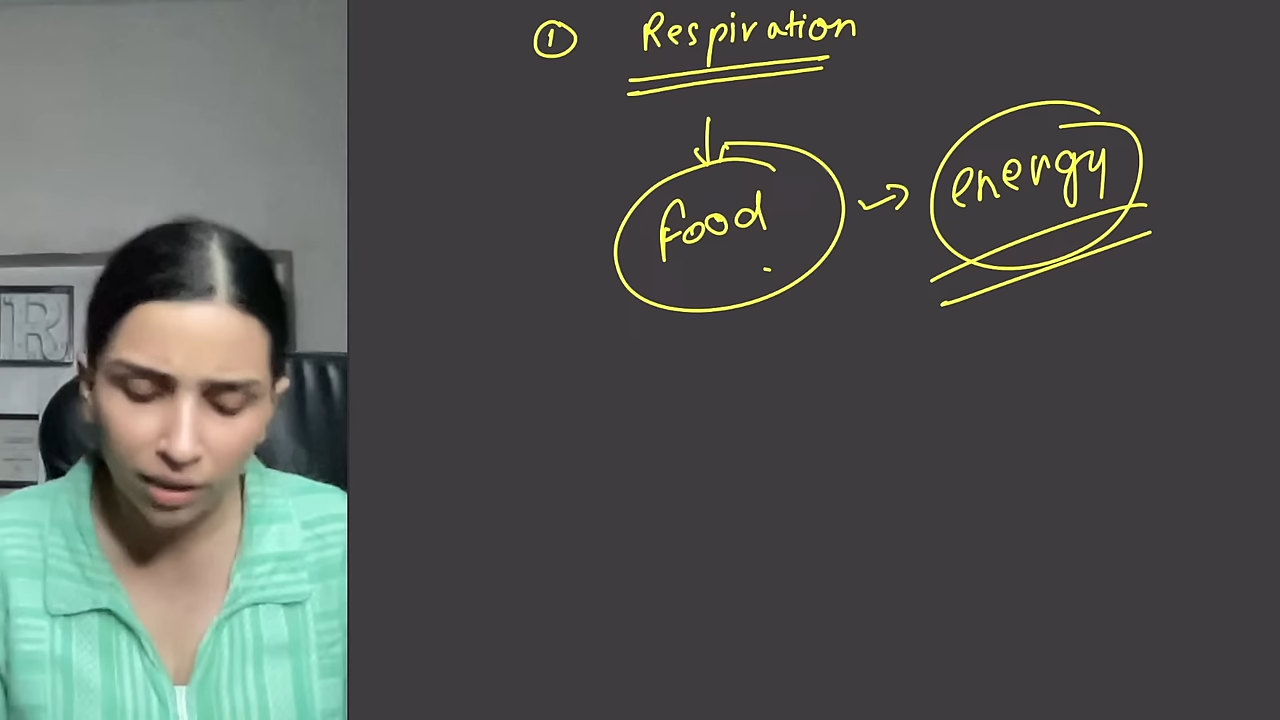 ① Respiration
↓
food → energy
R